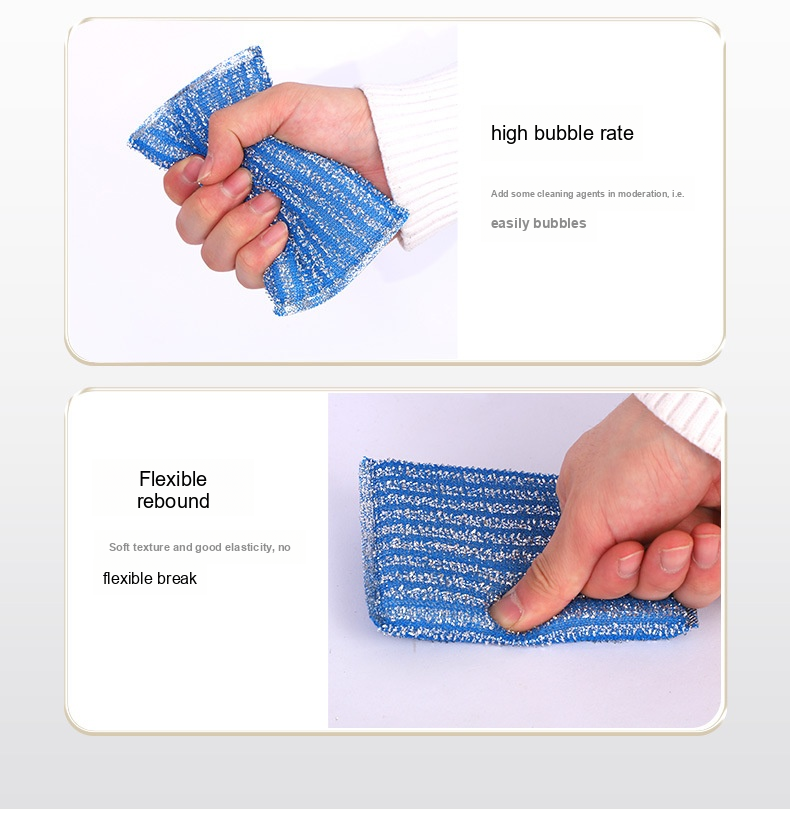 high bubble rate
Add some cleaning agents in moderation, i.e.
easily bubbles
Flexible
rebound
Soft texture and good elasticity, no
flexible break